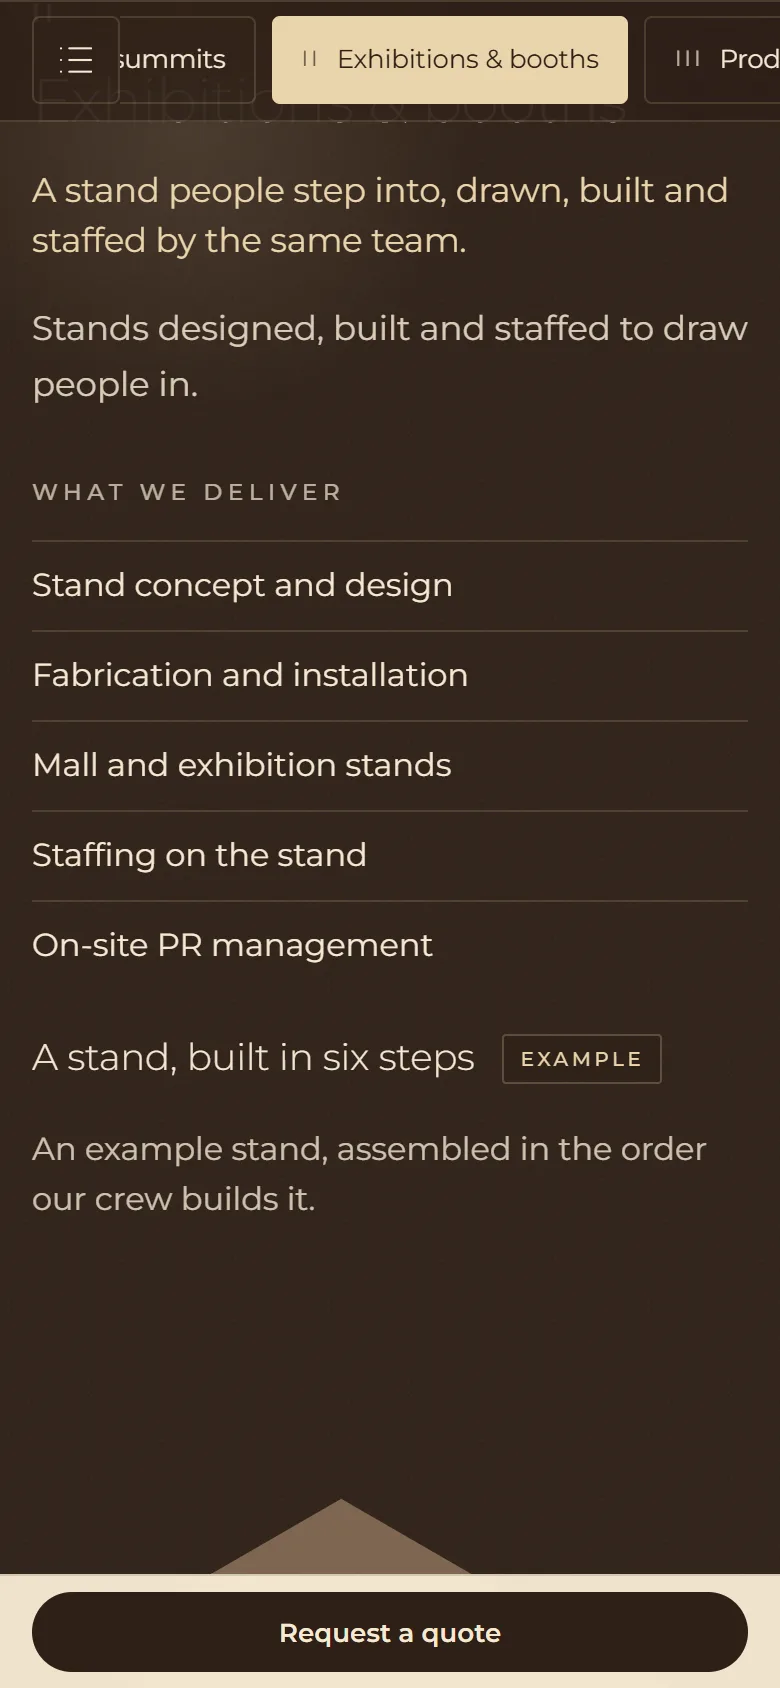 summits
II Exhibitions & booths
III Prod
Exhibitions & booths
A stand people step into, drawn, built and
staffed by the same team.
Stands designed, built and staffed to draw
people in.
WHAT WE DELIVER
Stand concept and design
Fabrication and installation
Mall and exhibition stands
Staffing on the stand
On-site PR management
A stand, built in six steps
EXAMPLE
An example stand, assembled in the order
our crew builds it.
Request a quote